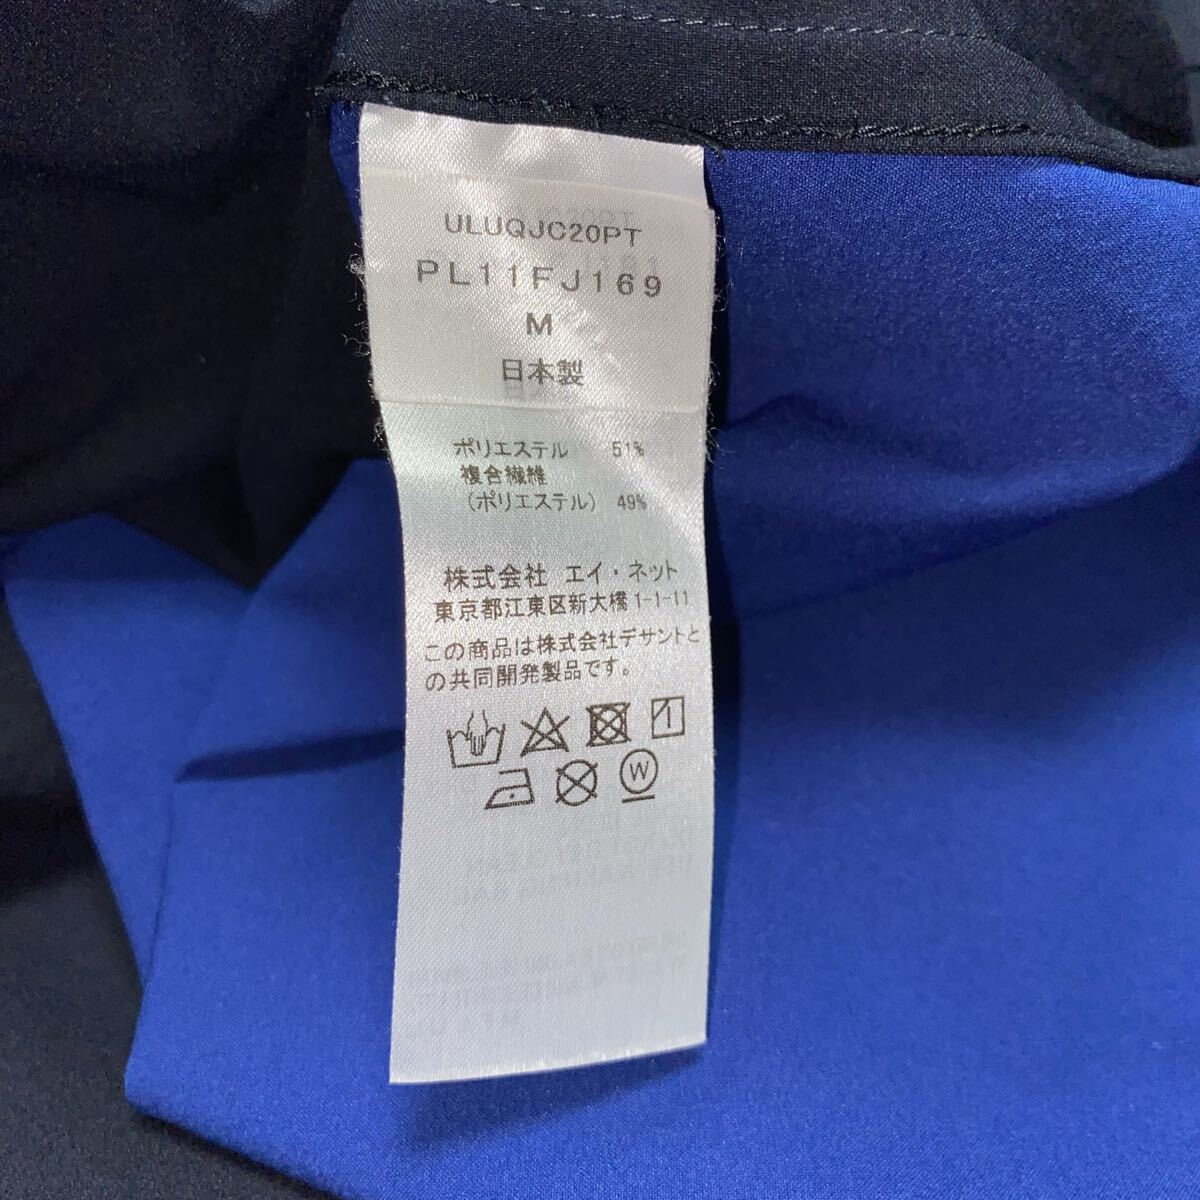 ULUQJC20PT
PL11FJ169
M
日本製
ポリエステル 51%
複合繊維
(ポリエステル) 49%
株式会社 エイ・ネット
東京都江東区新大橋1-1-11
この商品は株式会社デサントと
の共同開発製品です。
1
W